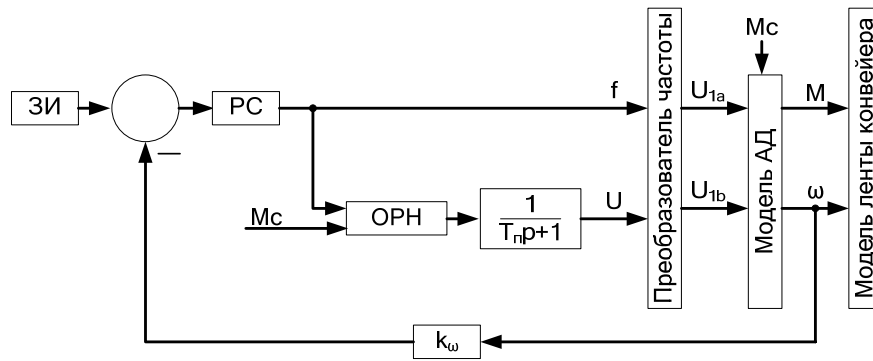 ЗИ
РС
f
Mc
ОРН
1
Tпp+1
U
Преобразователь частоты
U1a
U1b
Mc
Модель АД
M
ω
Модель ленты конвейера
kω
—